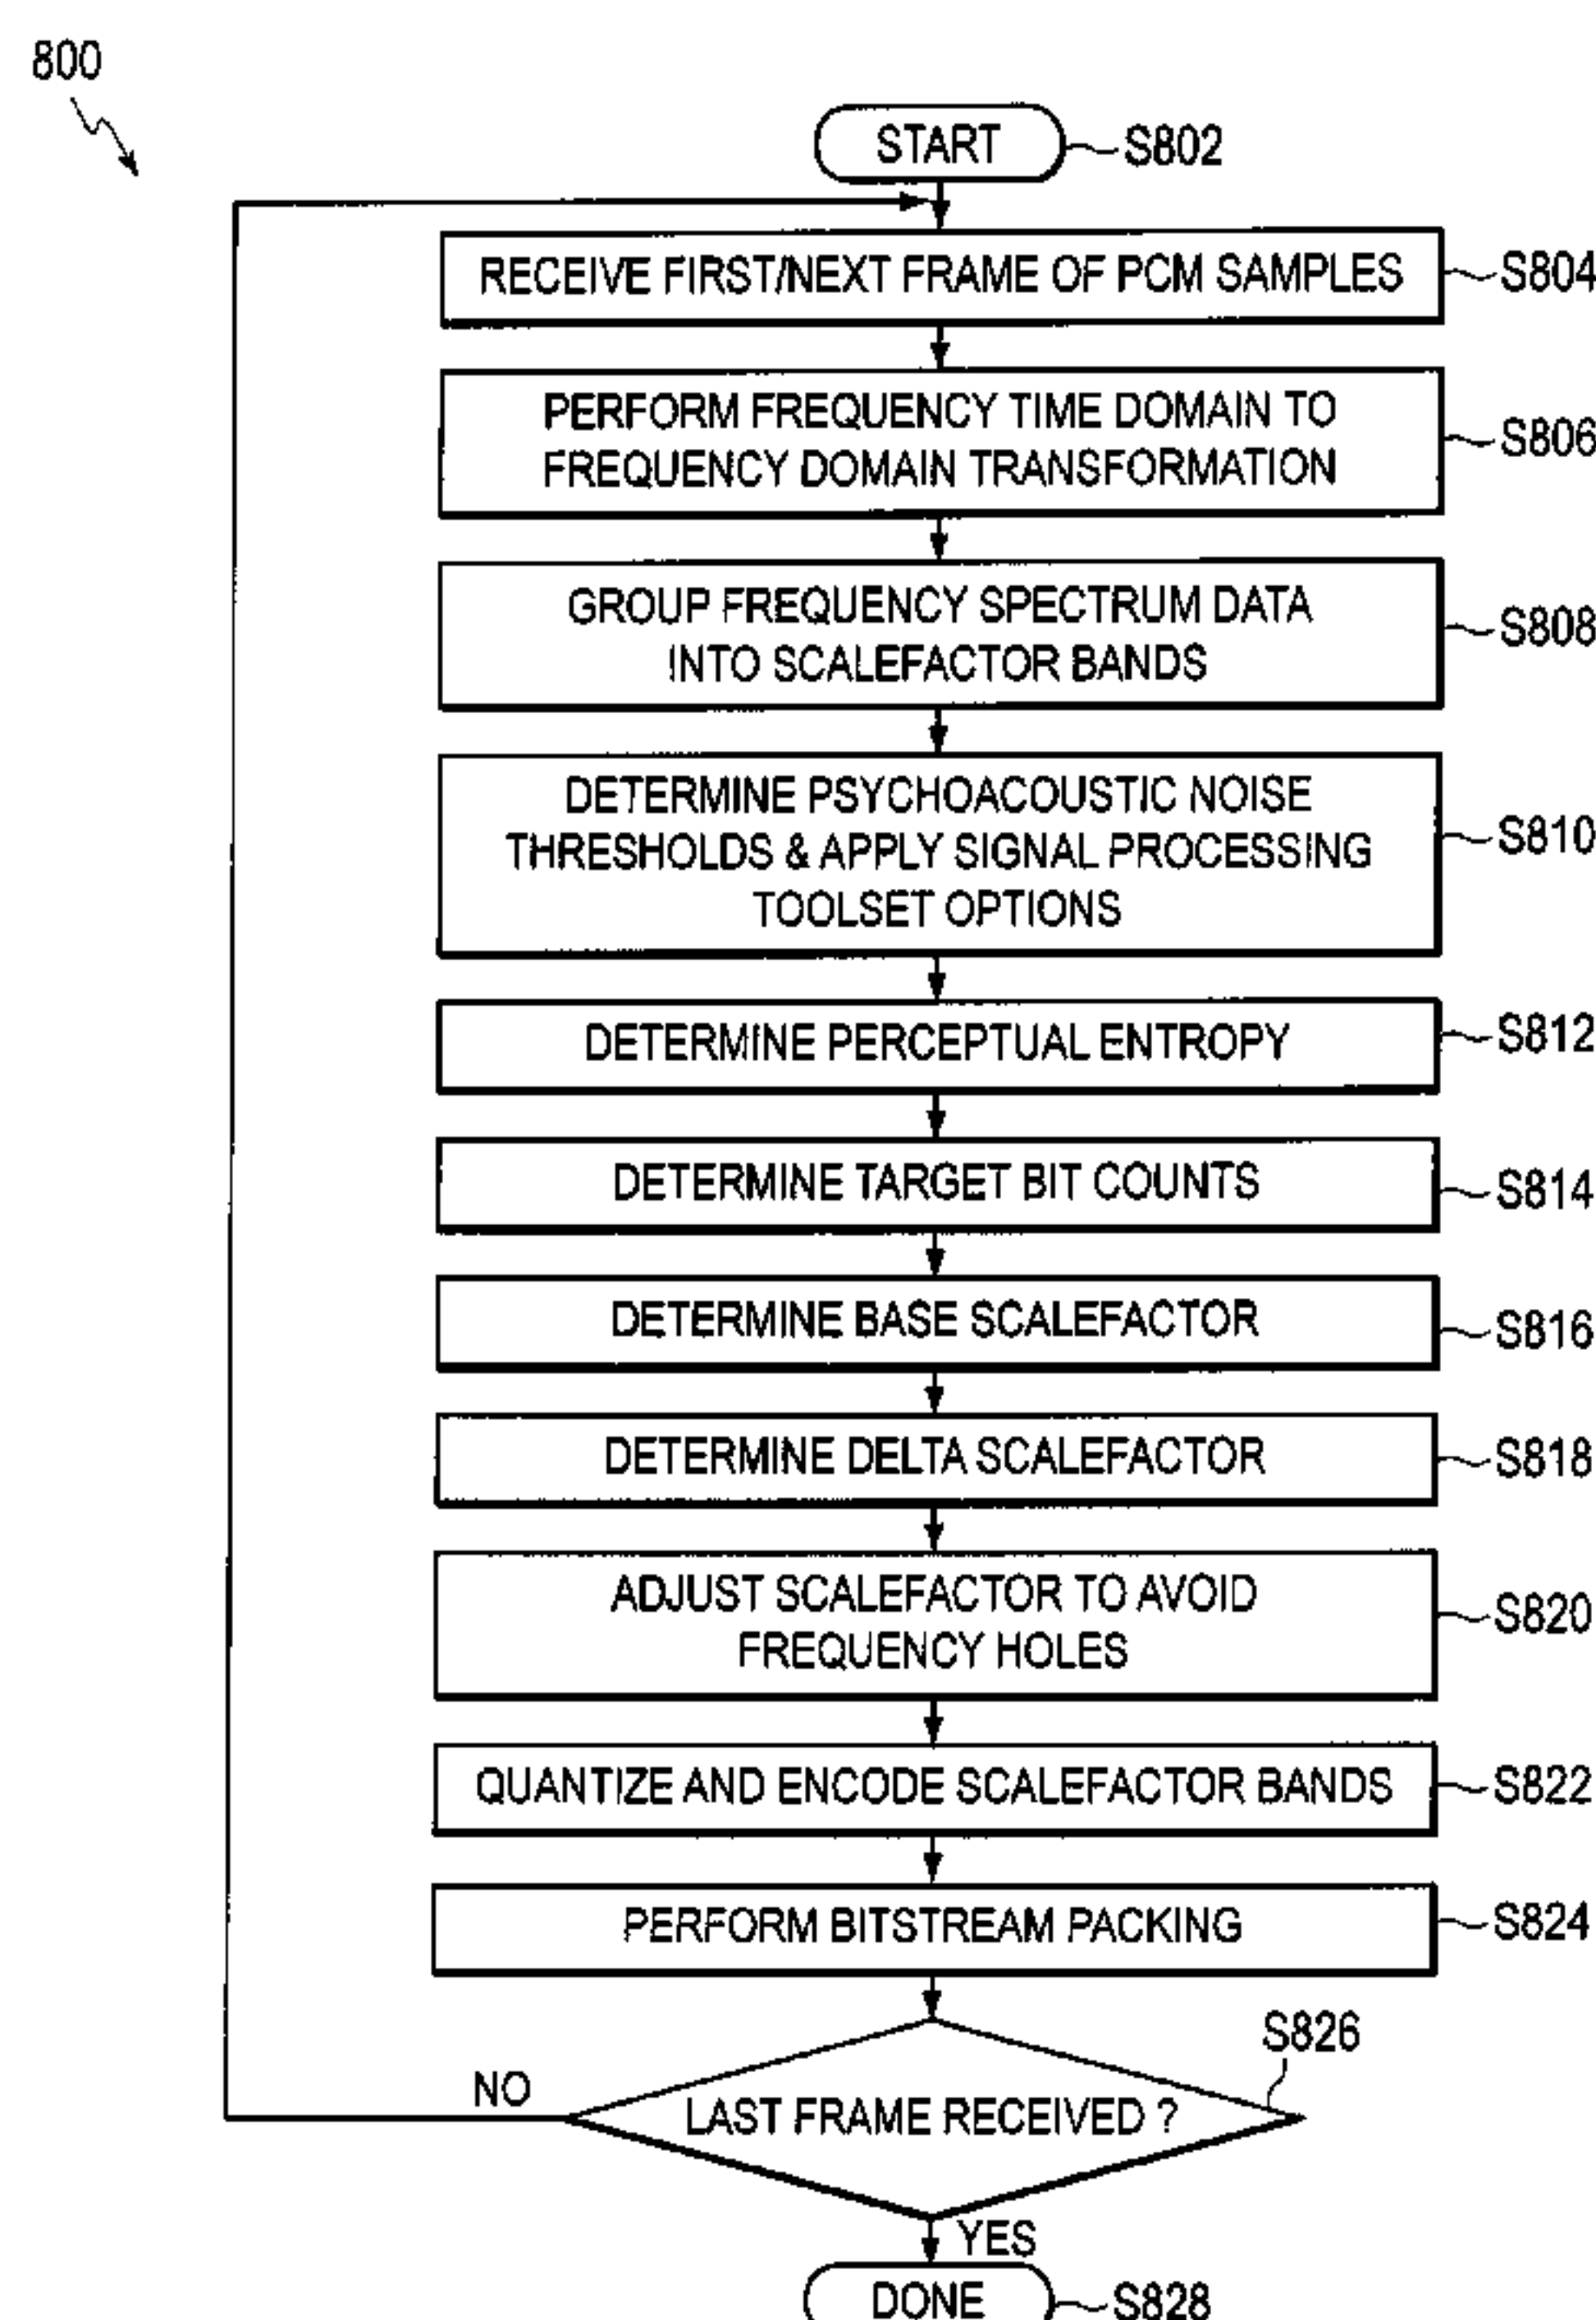 800
START
S802
RECEIVE FIRST/NEXT FRAME OF PCM SAMPLES
S804
PERFORM FREQUENCY TIME DOMAIN TO
FREQUENCY DOMAIN TRANSFORMATION
S806
GROUP FREQUENCY SPECTRUM DATA
INTO SCALEFACTOR BANDS
S808
DETERMINE PSYCHOACOUSTIC NOISE
THRESHOLDS & APPLY SIGNAL PROCESSING
TOOLSET OPTIONS
S810
DETERMINE PERCEPTUAL ENTROPY
S812
DETERMINE TARGET BIT COUNTS
S814
DETERMINE BASE SCALEFACTOR
S816
DETERMINE DELTA SCALEFACTOR
S818
ADJUST SCALEFACTOR TO AVOID
FREQUENCY HOLES
S820
QUANTIZE AND ENCODE SCALEFACTOR BANDS
S822
PERFORM BITSTREAM PACKING
S824
S826
NO
LAST FRAME RECEIVED ?
YES
DONE
S828